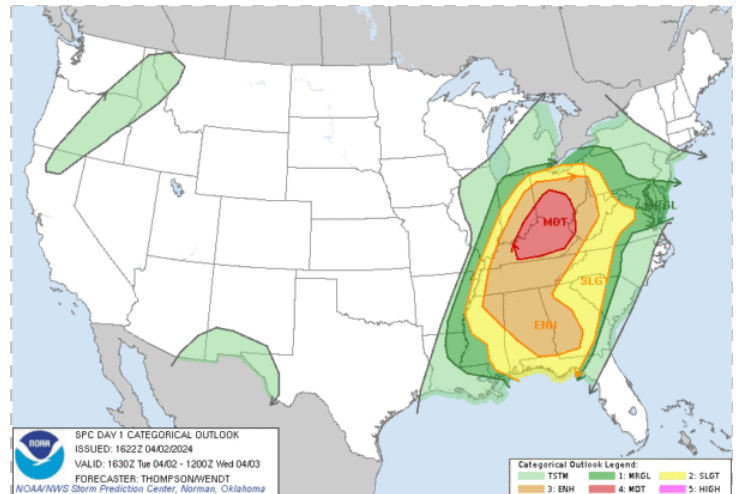 MRGL
MDT
SLGT
ENH
NOAA
SPC DAY 1 CATEGORICAL OUTLOOK
ISSUED: 1622Z 04/02/2024
VALID: 1630Z Tue 04/02 - 1200Z Wed 04/03
FORECASTER: THOMPSON/WENDT
NOAA/NWS Storm Prediction Center, Norman, Oklahoma
Categorical Outlook Legend:
TSTM 1: MRGL 2: SLGT
3: ENH 4: MDT 5: HIGH